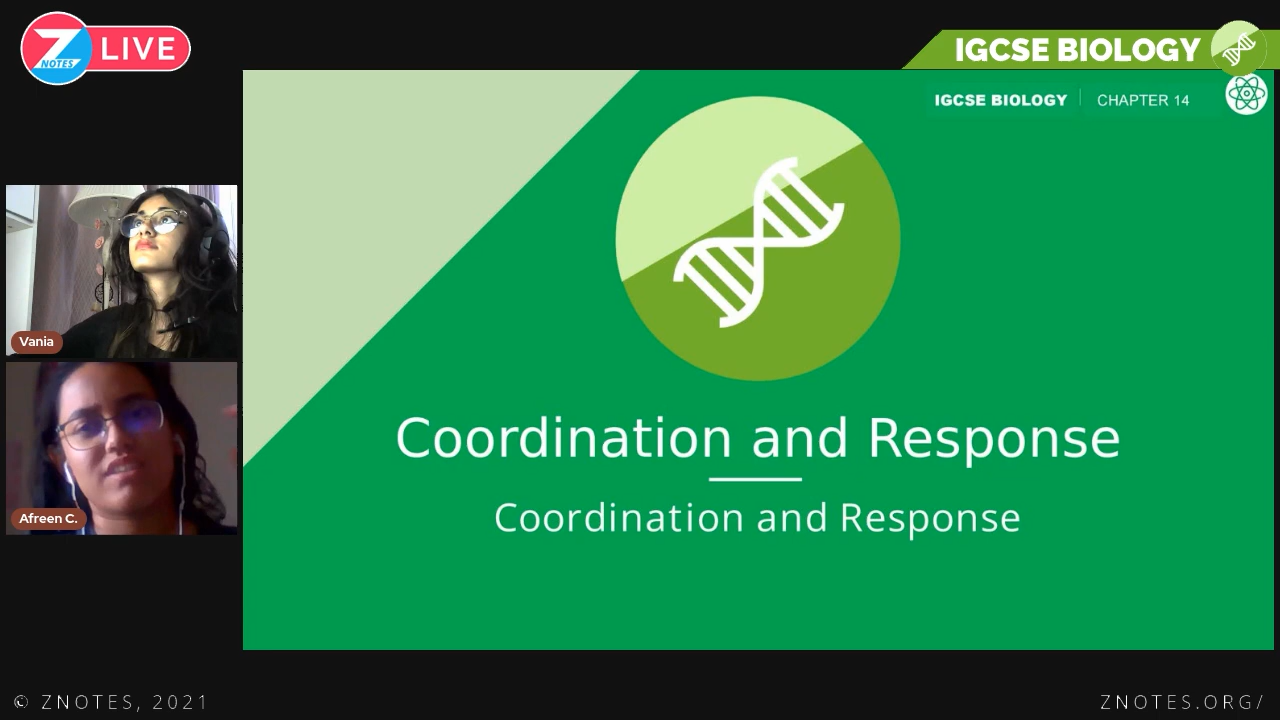 Z NOTES LIVE
IGCSE BIOLOGY
IGCSE BIOLOGY CHAPTER 14
Vania
Afreen C.
Coordination and Response
Coordination and Response
© ZNOTES, 2021
ZNOTES.ORG/